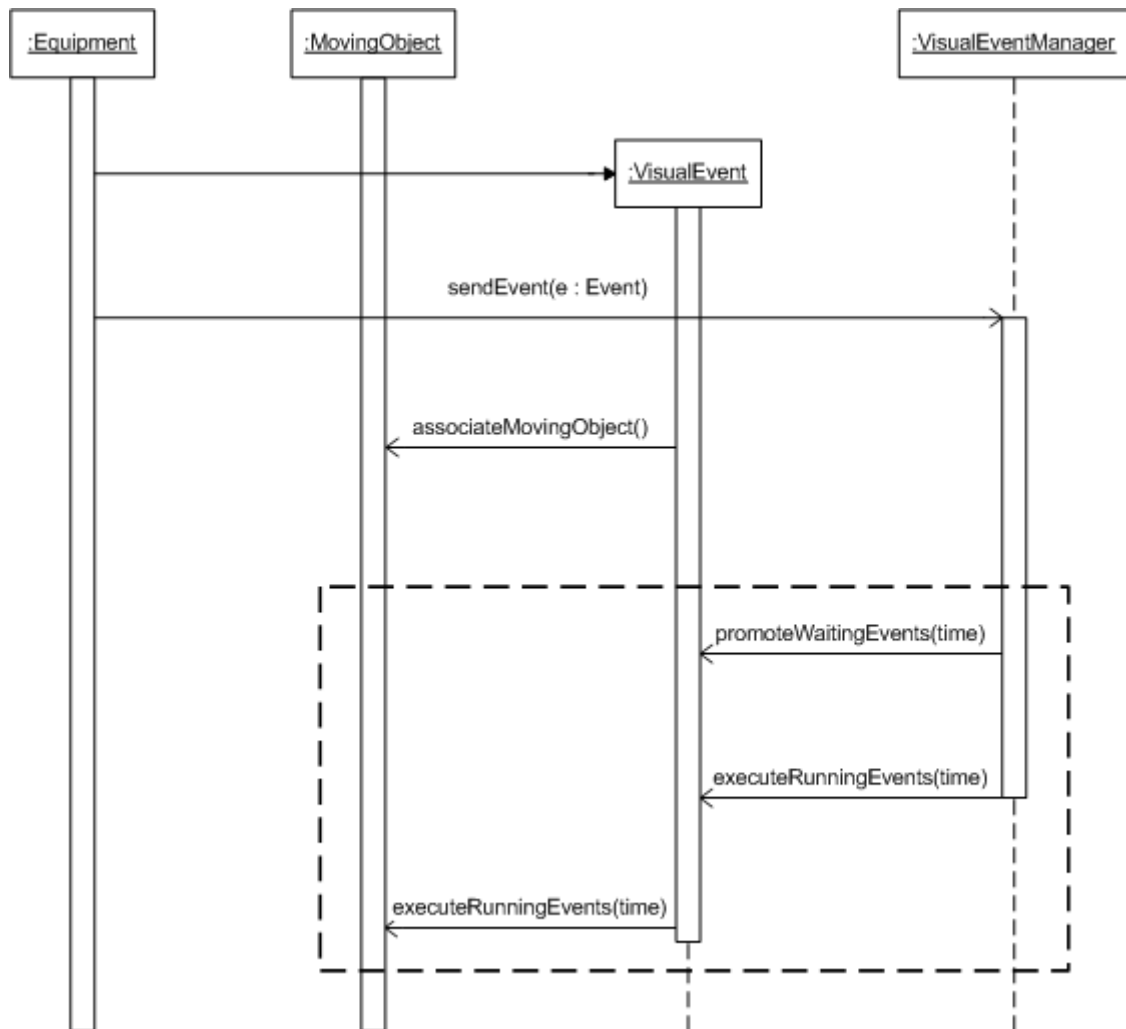 :Equipment
:MovingObject
:VisualEventManager
:VisualEvent
sendEvent(e : Event)
associateMovingObject()
promoteWaitingEvents(time)
executeRunningEvents(time)
executeRunningEvents(time)